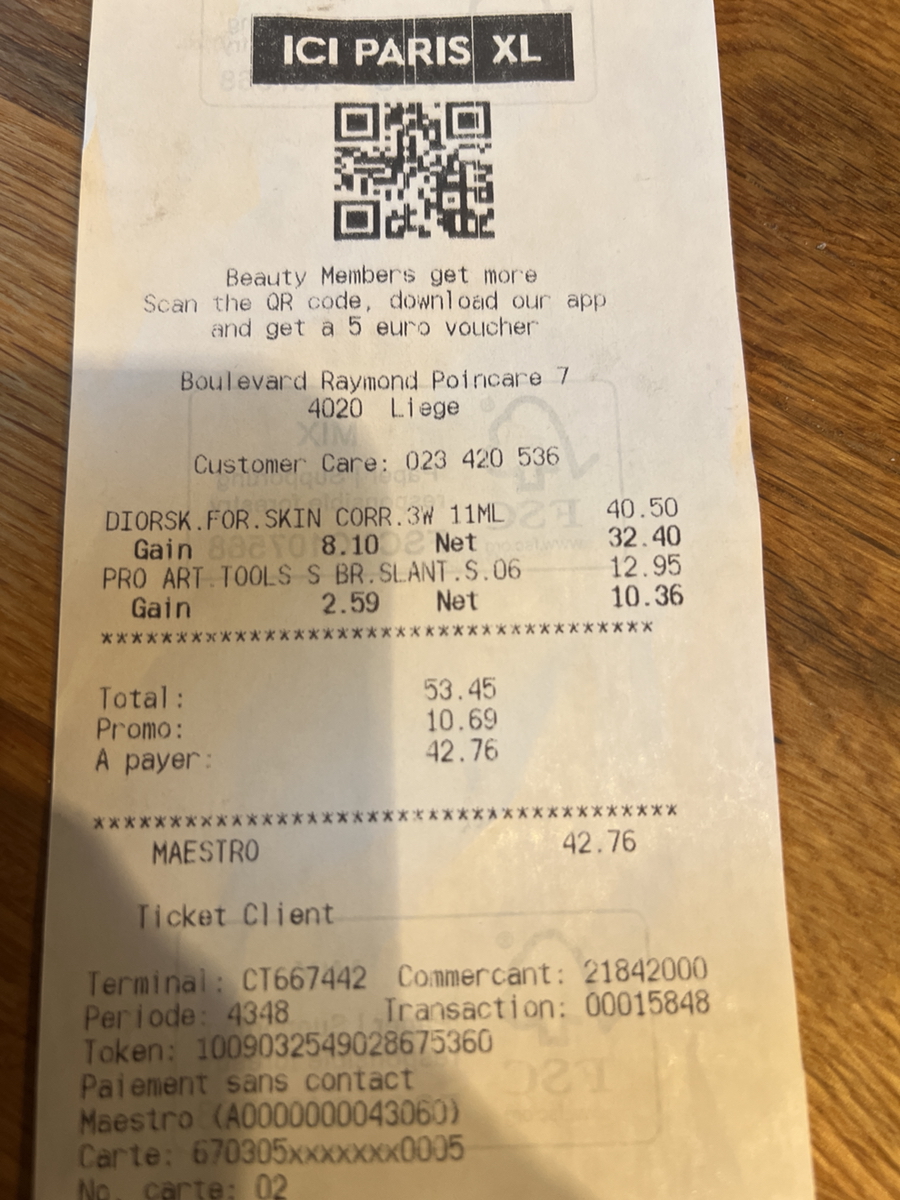 ICI PARIS XL
Beauty Members get more
Scan the QR code, download our app
and get a 5 euro voucher
Boulevard Raymond Poincare 7
4020 Liege
Customer Care: 023 420 536
DIORSK.FOR.SKIN CORR.3W 11ML 40.50
Gain 8.10 Net 32.40
PRO ART.TOOLS S BR.SLANT.S.06 12.95
Gain 2.59 Net 10.36
*************************************
Total: 53.45
Promo: 10.69
A payer: 42.76
***************************************
MAESTRO 42.76
Ticket Client
Terminal: CT667442 Commercant: 21842000
Periode: 4348 Transaction: 00015848
Token: 1009032549028675360
Paiement sans contact
Maestro (A0000000043060)
Carte: 670305xxxxxxx0005
No. carte: 02